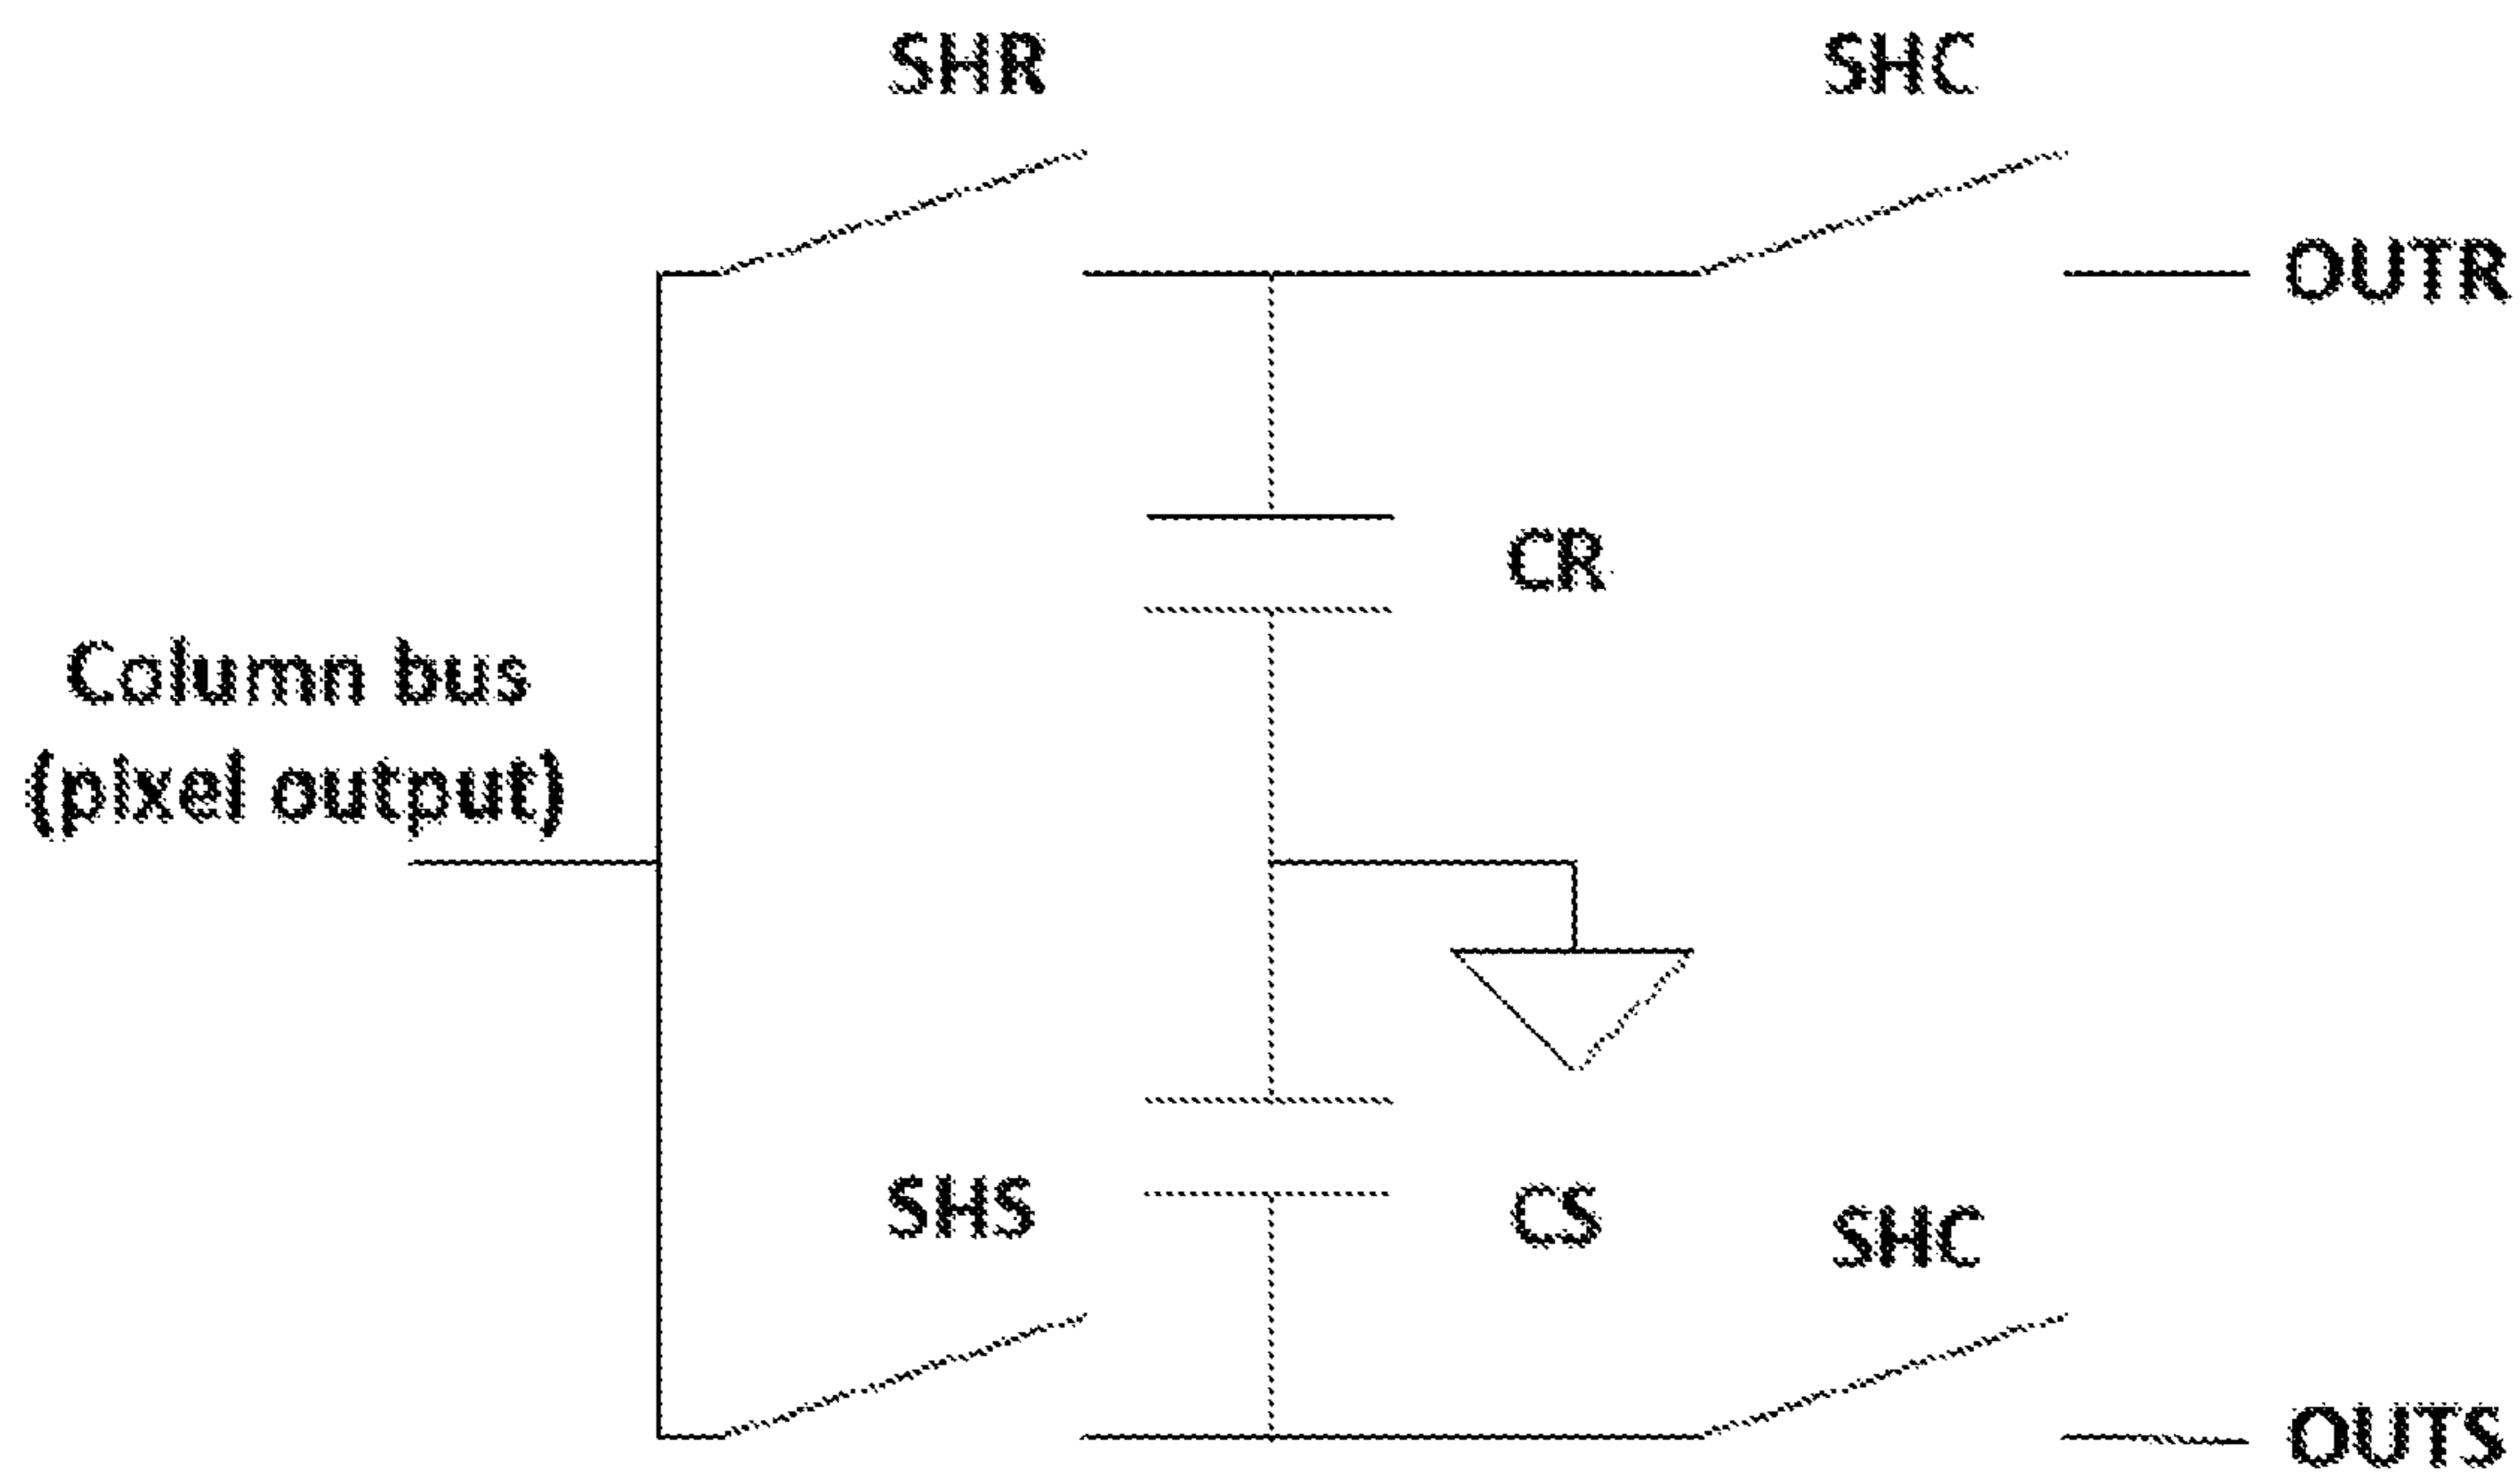 SHR
SHC
OUTR
CR
Column bus
(pixel output)
SHS
CS
SHC
OUTS